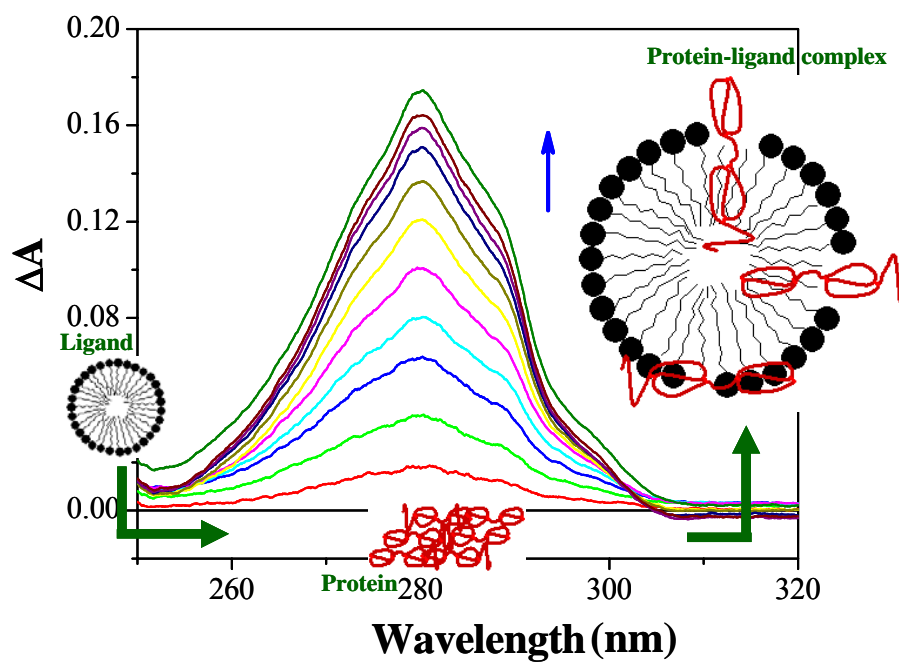 0.20
Protein-ligand complex
0.16
0.12
ΔA
0.08
Ligand
0.00
Protein
260
280
300
320
Wavelength (nm)